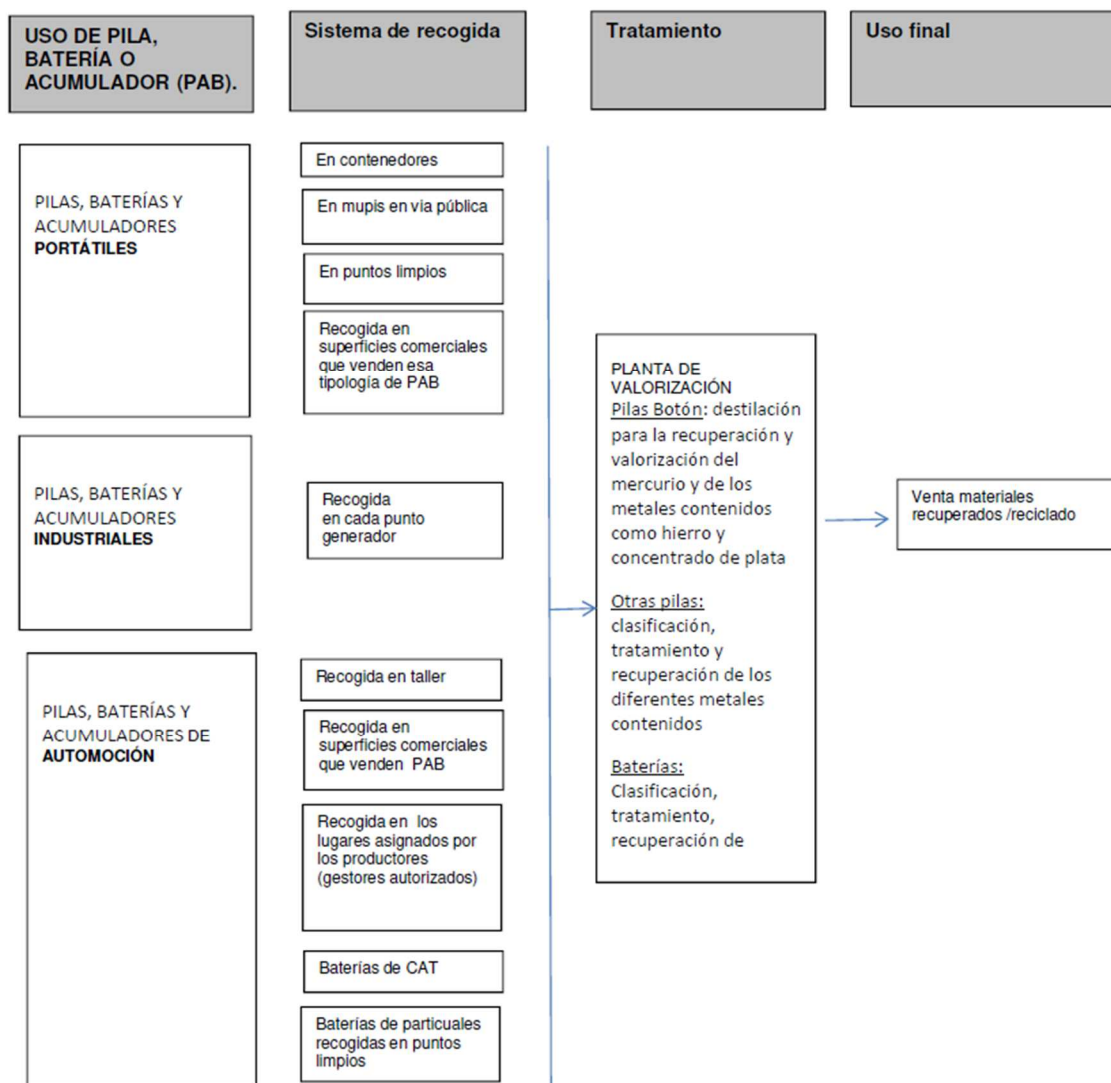 USO DE PILA,
BATERÍA O
ACUMULADOR (PAB).
Sistema de recogida
Tratamiento
Uso final
PILAS, BATERÍAS Y
ACUMULADORES
PORTÁTILES
En contenedores
En mupis en via pública
En puntos limpios
Recogida en
superficies comerciales
que venden esa
tipología de PAB
PILAS, BATERÍAS Y
ACUMULADORES
INDUSTRIALES
Recogida
en cada punto
generador
PILAS, BATERÍAS Y
ACUMULADORES DE
AUTOMOCIÓN
Recogida en taller
Recogida en
superficies comerciales
que venden PAB
Recogida en los
lugares asignados por
los productores
(gestores autorizados)
Baterías de CAT
Baterías de particuales
recogidas en puntos
limpios
PLANTA DE
VALORIZACIÓN
Pilas Botón: destilación
para la recuperación y
valorización del
mercurio y de los
metales contenidos
como hierro y
concentrado de plata
Otras pilas:
clasificación,
tratamiento y
recuperación de los
diferentes metales
contenidos
Baterías:
Clasificación,
tratamiento,
recuperación de
Venta materiales
recuperados /reciclado